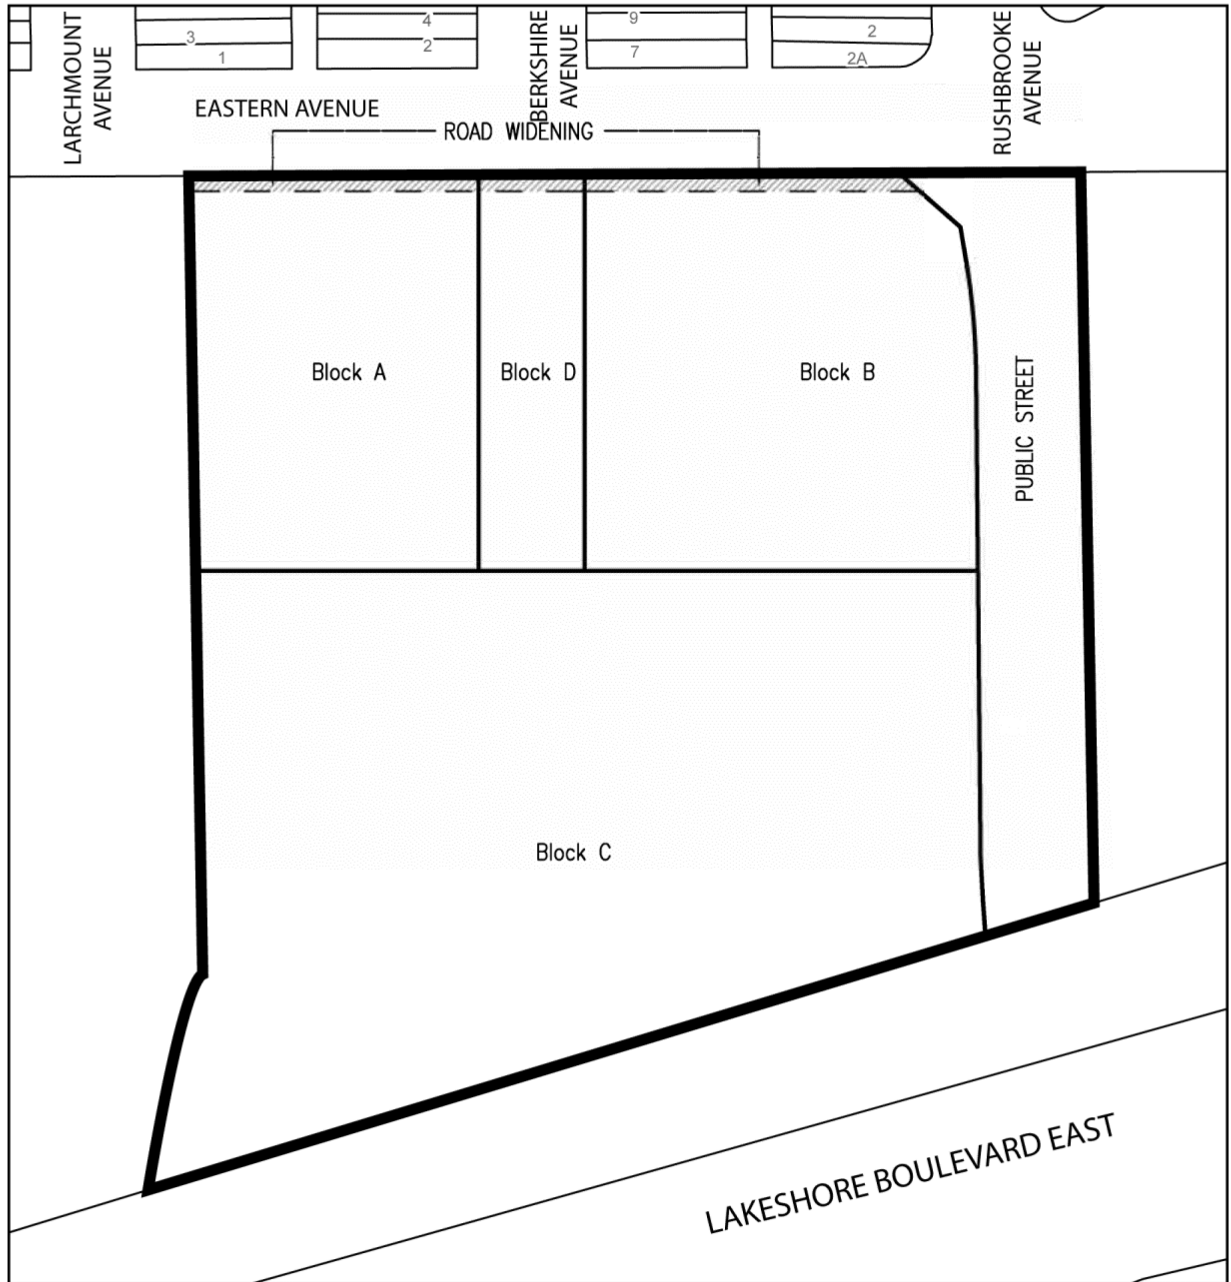 LARCHMOUNT
AVENUE
3
1
4
2
BERKSHIRE
AVENUE
9
7
2
2A
RUSHBROOKE
AVENUE
EASTERN AVENUE
ROAD WIDENING
Block A
Block D
Block B
PUBLIC STREET
Block C
LAKESHORE BOULEVARD EAST